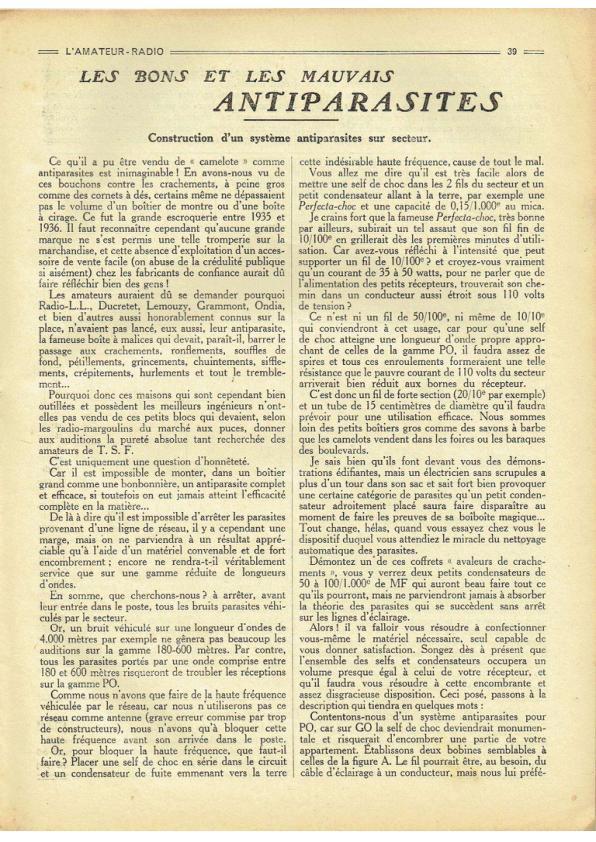 L'AMATEUR-RADIO
39
LES BONS ET LES MAUVAIS
ANTIPARASITES
Construction d'un système antiparasites sur secteur.
Ce qu'il a pu être vendu de « camelote » comme
antiparasites est inimaginable ! En avons-nous vu de
ces bouchons contre les crachements, à peine gros
comme des cornets à dés, certains même ne dépassaient
pas le volume d'un boîtier de montre ou d'une boîte
à cirage. Ce fut la grande escroquerie entre 1935 et
1936. Il faut reconnaître cependant qu'aucune grande
marque ne s'est permis une telle tromperie sur la
marchandise, et cette absence d'exploitation d'un acces-
soire de vente facile (on abuse de la crédulité publique
si aisément) chez les fabricants de confiance aurait dû
faire réfléchir bien des gens !
Les amateurs auraient dû se demander pourquoi
Radio-L.L., Ducretet, Lemouzy, Grammont, Ondia,
et bien d'autres aussi honorablement connus sur la
place, n'avaient pas lancé, eux aussi, leur antiparasite,
la fameuse boîte à malices qui devait, paraît-il, barrer le
passage aux crachements, ronflements, souffles de
fond, pétillements, grincements, chuintements, siffle-
ments, crépitements, hurlements et tout le tremble-
ment...
Pourquoi donc ces maisons qui sont cependant bien
outillées et possèdent les meilleurs ingénieurs n'ont-
elles pas vendu de ces petits blocs qui devaient, selon
les radio-margoulins du marché aux puces, donner
aux auditions la pureté absolue tant recherchée des
amateurs de T. S. F.
C'est uniquement une question d'honnêteté.
Car il est impossible de monter, dans un boîtier
grand comme une bonbonnière, un antiparasite complet
et efficace, si toutefois on eut jamais atteint l'efficacité
complète en la matière...
De là à dire qu'il est impossible d'arrêter les parasites
provenant d'une ligne de réseau, il y a cependant une
marge, mais on ne parviendra à un résultat appré-
ciable qu'à l'aide d'un matériel convenable et de fort
encombrement ; encore ne rendra-t-il véritablement
service que sur une gamme réduite de longueurs
d'ondes.
En somme, que cherchons-nous ? à arrêter, avant
leur entrée dans le poste, tous les bruits parasites véhi-
culés par le secteur.
Or, un bruit véhiculé sur une longueur d'ondes de
4.000 mètres par exemple ne gênera pas beaucoup les
auditions sur la gamme 180-600 mètres. Par contre,
tous les parasites portés par une onde comprise entre
180 et 600 mètres risqueront de troubler les réceptions
sur la gamme PO.
Comme nous n'avons que faire de la haute fréquence
véhiculée par le réseau, car nous n'utiliserons pas ce
réseau comme antenne (grave erreur commise par trop
de constructeurs), nous n'avons qu'à bloquer cette
haute fréquence avant son arrivée dans le poste.
Or, pour bloquer la haute fréquence, que faut-il
faire ? Placer une self de choc en série dans le circuit
et un condensateur de fuite emmenant vers la terre
cette indésirable haute fréquence, cause de tout le mal.
Vous allez me dire qu'il est très facile alors de
mettre une self de choc dans les 2 fils du secteur et un
petit condensateur allant à la terre, par exemple une
Perfecta-choc et une capacité de 0,15/1.000e au mica.
Je crains fort que la fameuse Perfecta-choc, très bonne
par ailleurs, subirait un tel assaut que son fil fin de
10/100e en grillerait dès les premières minutes d'utili-
sation. Car avez-vous réfléchi à l'intensité que peut
supporter un fil de 10/100e ? et croyez-vous vraiment
qu'un courant de 35 à 50 watts, pour ne parler que de
l'alimentation des petits récepteurs, trouverait son che-
min dans un conducteur aussi étroit sous 110 volts
de tension ?
Ce n'est ni un fil de 50/100e, ni même de 10/10e
qui conviendront à cet usage, car pour qu'une self
de choc atteigne une longueur d'onde propre appro-
chant de celles de la gamme PO, il faudra assez de
spires et tous ces enroulements formeraient une telle
résistance que le pauvre courant de 110 volts du secteur
arriverait bien réduit aux bornes du récepteur.
C'est donc un fil de forte section (20/10e par exemple)
et un tube de 15 centimètres de diamètre qu'il faudra
prévoir pour une utilisation efficace. Nous sommes
loin des petits boîtiers gros comme des savons à barbe
que les camelots vendent dans les foires ou les baraques
des boulevards.
Je sais bien qu'ils font devant vous des démons-
trations édifiantes, mais un électricien sans scrupules a
plus d'un tour dans son sac et sait fort bien provoquer
une certaine catégorie de parasites qu'un petit conden-
sateur adroitement placé saura faire disparaître au
moment de faire les preuves de sa boîboîte magique...
Tout change, hélas, quand vous essayez chez vous le
dispositif duquel vous attendiez le miracle du nettoyage
automatique des parasites.
Démontez un de ces coffrets « avaleurs de crache-
ments », vous y verrez deux petits condensateurs de
50 à 100/1.000e de MF qui auront beau faire tout ce
qu'ils pourront, mais ne parviendront jamais à absorber
la théorie des parasites qui se succèdent sans arrêt
sur les lignes d'éclairage.
Alors ! il va falloir vous résoudre à confectionner
vous-même le matériel nécessaire, seul capable de
vous donner satisfaction. Songez dès à présent que
l'ensemble des selfs et condensateurs occupera un
volume presque égal à celui de votre récepteur, et
qu'il faudra vous résoudre à cette encombrante et
assez disgracieuse disposition. Ceci posé, passons à la
description qui tiendra en quelques mots :
Contentons-nous d'un système antiparasites pour
PO, car sur GO la self de choc deviendrait monumen-
tale et risquerait d'encombrer une partie de votre
appartement. Établissons deux bobines semblables à
celles de la figure A. Le fil pourrait être, au besoin, du
câble d'éclairage à un conducteur, mais nous lui préfé-